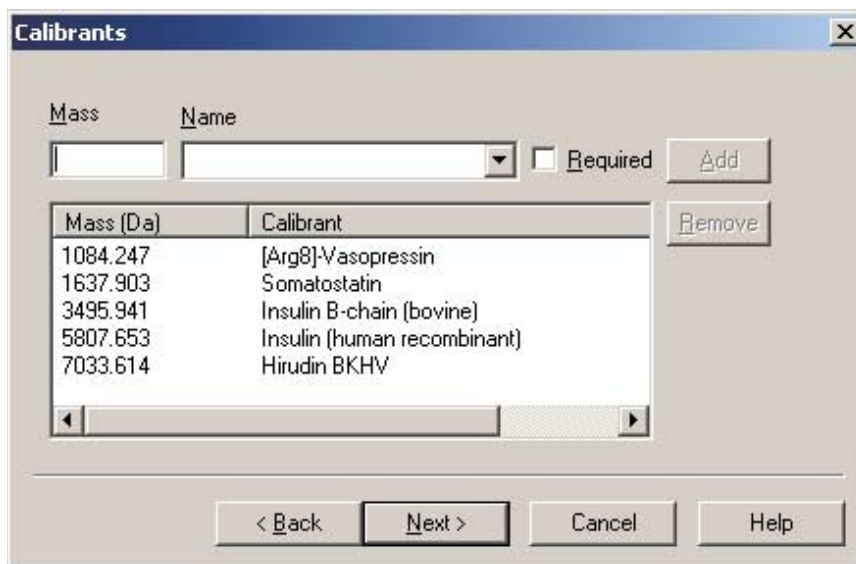 Calibrants
Mass Name
Required Add
Mass (Da) Calibrant
Remove
1084.247 [Arg8]-Vasopressin
1637.903 Somatostatin
3495.941 Insulin B-chain (bovine)
5807.653 Insulin (human recombinant)
7033.614 Hirudin BKHV
< Back Next > Cancel Help